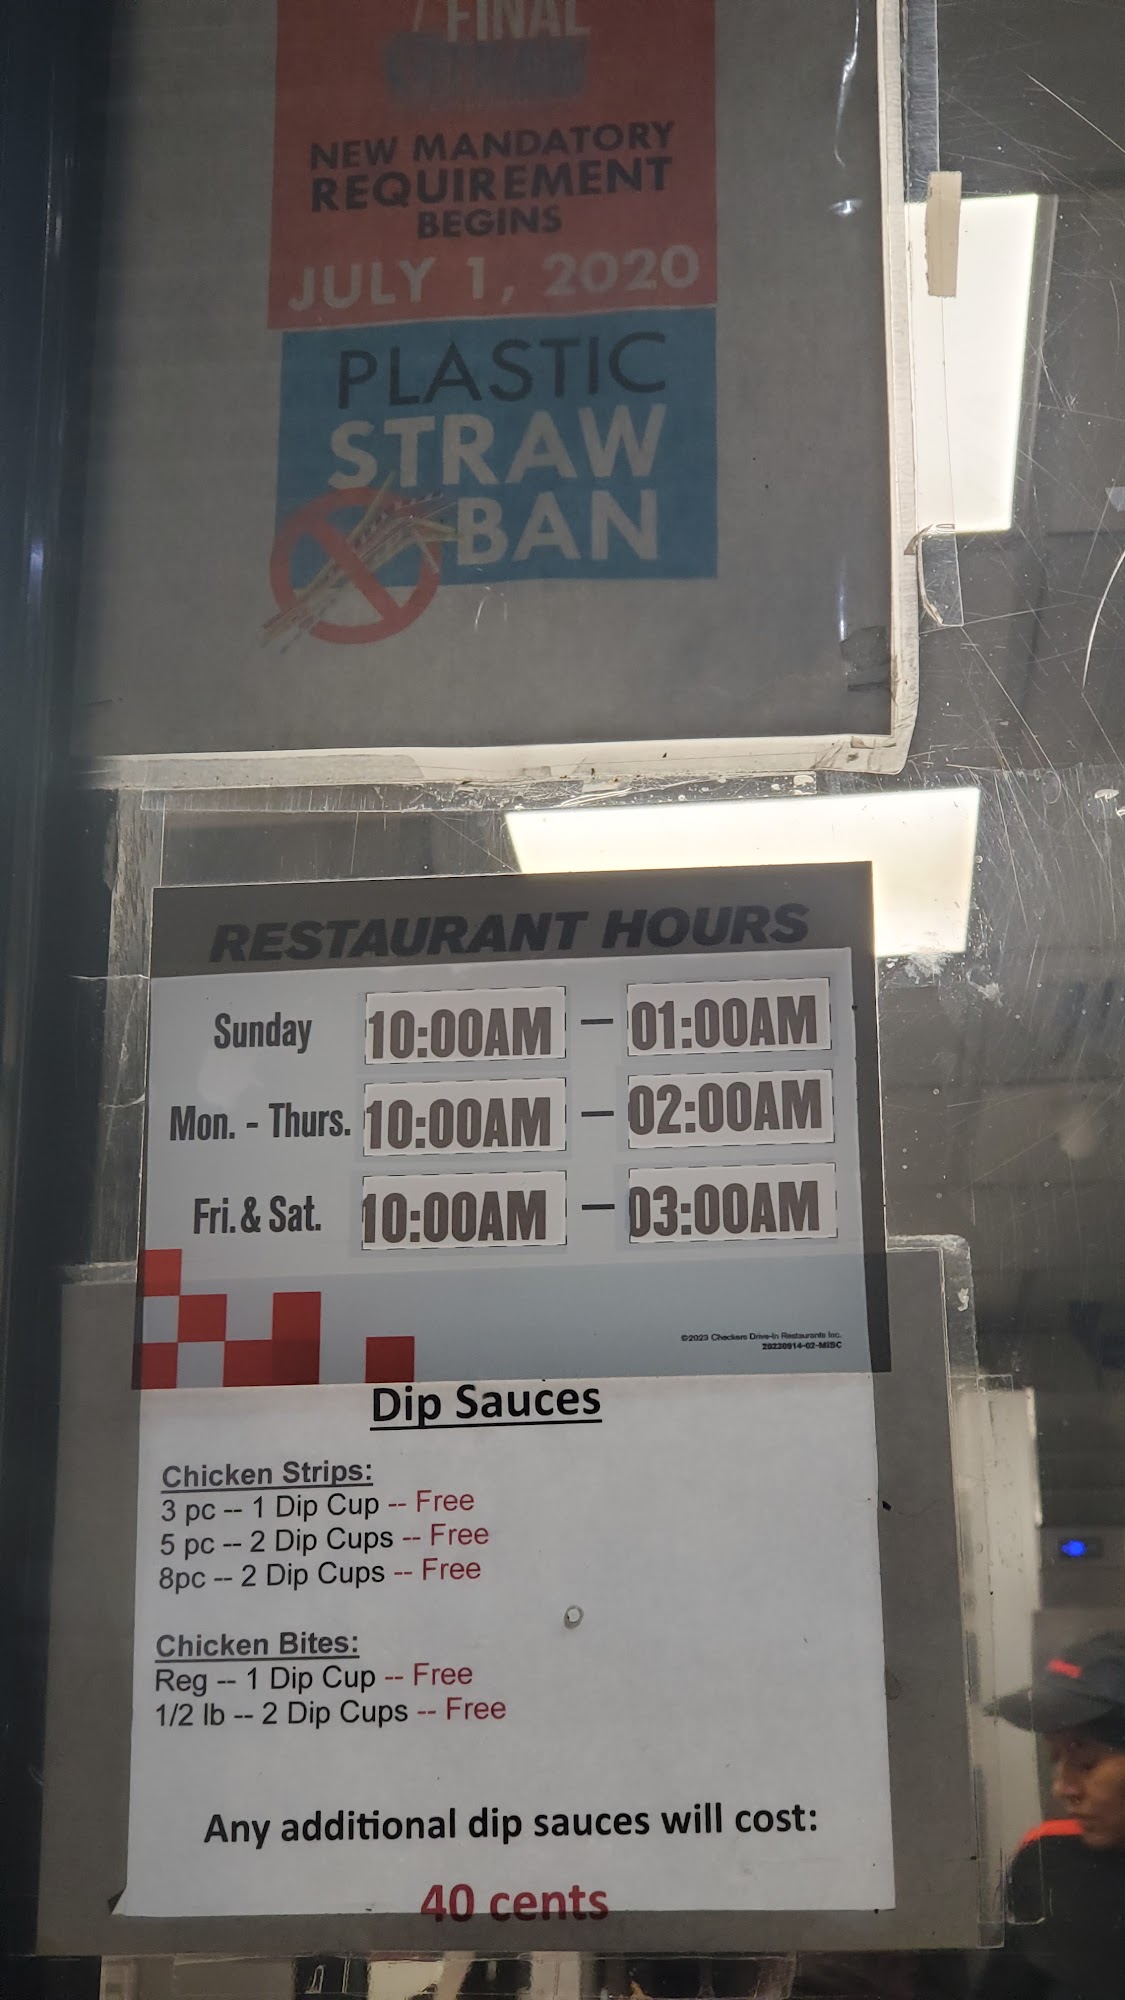 FINAL
NEW MANDATORY
REQUIREMENT
BEGINS
JULY 1, 2020
PLASTIC
STRAW
BAN
RESTAURANT HOURS
Sunday 10:00AM – 01:00AM
Mon. - Thurs. 10:00AM – 02:00AM
Fri. & Sat. 10:00AM – 03:00AM
©2023 Checkers Drive-In Restaurants Inc.
20230914-02-MISC
Dip Sauces
Chicken Strips:
3 pc -- 1 Dip Cup -- Free
5 pc -- 2 Dip Cups -- Free
8pc -- 2 Dip Cups -- Free
Chicken Bites:
Reg -- 1 Dip Cup -- Free
1/2 lb -- 2 Dip Cups -- Free
Any additional dip sauces will cost:
40 cents